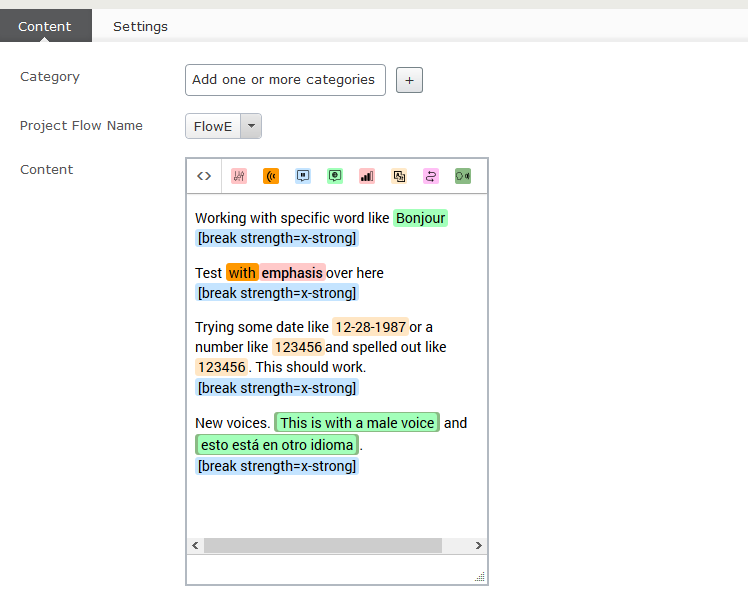 Content Settings
Category Add one or more categories +
Project Flow Name FlowE
Content
Working with specific word like Bonjour
[break strength=x-strong]
Test with emphasis over here
[break strength=x-strong]
Trying some date like 12-28-1987 or a
number like 123456 and spelled out like
123456 . This should work.
[break strength=x-strong]
New voices. This is with a male voice and
esto está en otro idioma .
[break strength=x-strong]